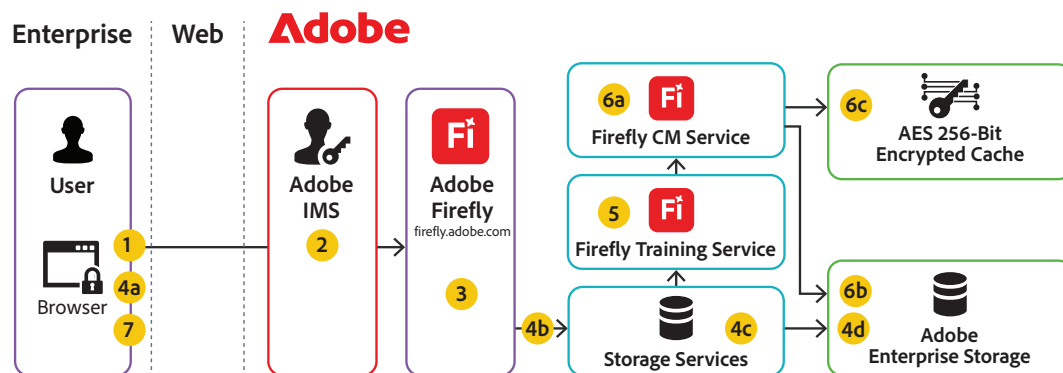 Enterprise
Web
Adobe
User
Browser
1
4a
7
Adobe
IMS
2
Fi
Adobe
Firefly
firefly.adobe.com
3
4b
6a
Fi
Firefly CM Service
5
Fi
Firefly Training Service
4c
Storage Services
6c
AES 256-Bit
Encrypted Cache
6b
4d
Adobe
Enterprise Storage